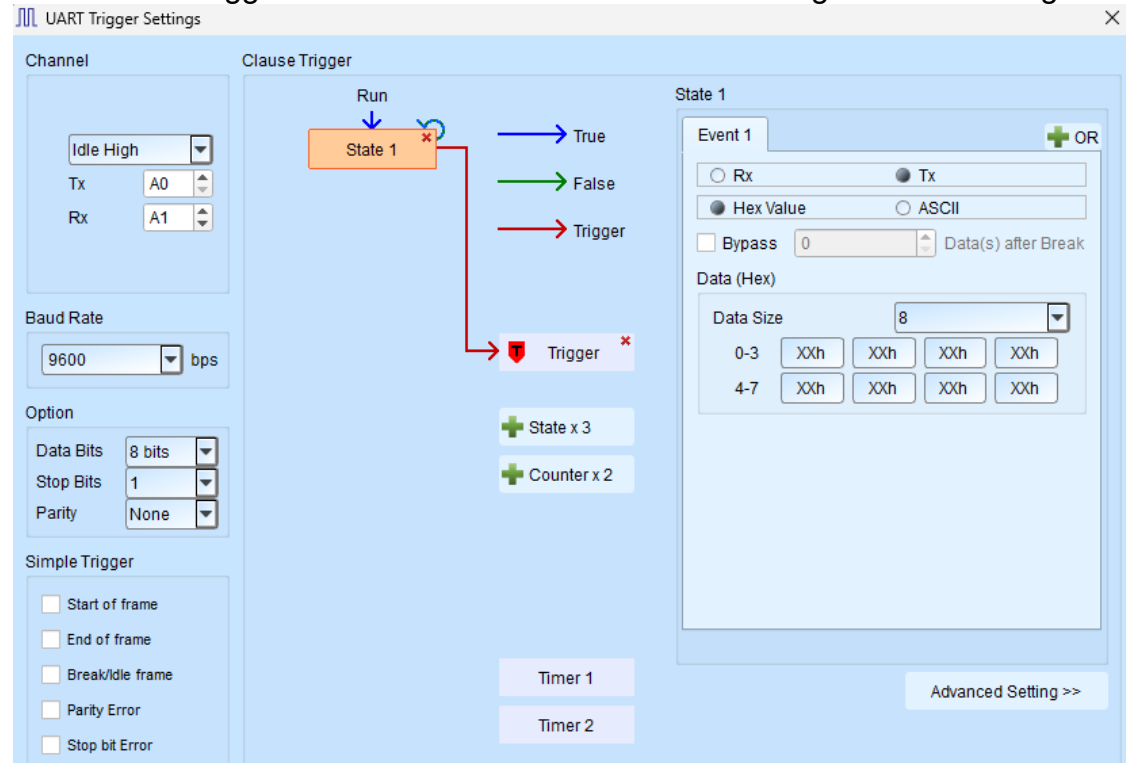 UART Trigger Settings
Channel
Idle High
Tx A0
Rx A1
Baud Rate
9600 bps
Option
Data Bits 8 bits
Stop Bits 1
Parity None
Simple Trigger
Start of frame
End of frame
Break/Idle frame
Parity Error
Stop bit Error
Clause Trigger
Run
State 1
True
False
Trigger
T Trigger
State x 3
Counter x 2
Timer 1
Timer 2
State 1
Event 1 OR
Rx Tx
Hex Value ASCII
Bypass 0 Data(s) after Break
Data (Hex)
Data Size 8
0-3 XXh XXh XXh XXh
4-7 XXh XXh XXh XXh
Advanced Setting >>